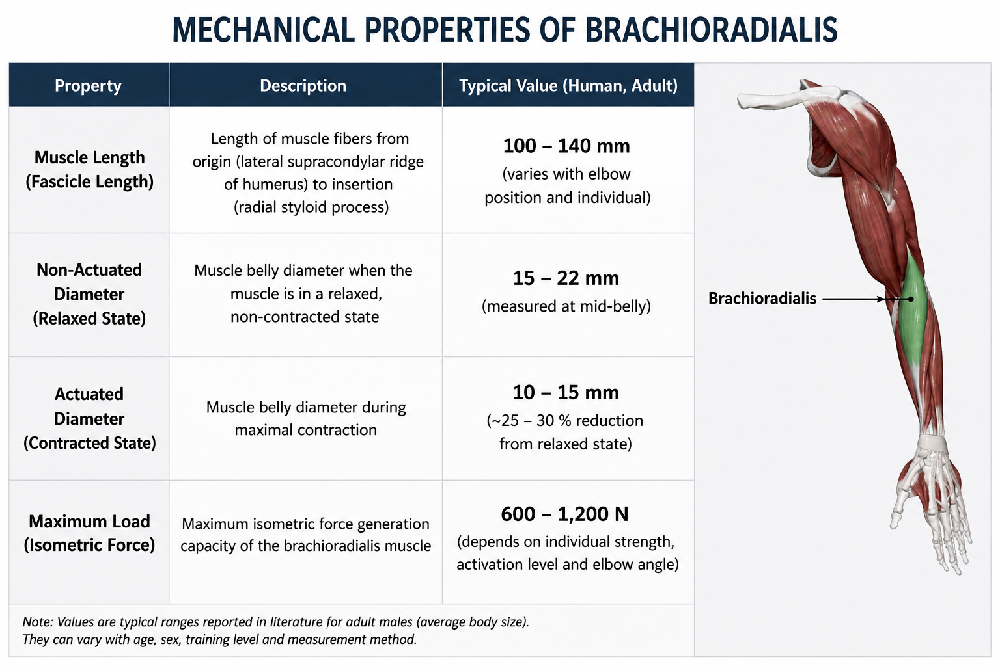 MECHANICAL PROPERTIES OF BRACHIORADIALIS
Property
Description
Typical Value (Human, Adult)
Muscle Length
(Fascicle Length)
Length of muscle fibers from
origin (lateral supracondylar ridge
of humerus) to insertion
(radial styloid process)
100 – 140 mm
(varies with elbow
position and individual)
Non-Actuated
Diameter
(Relaxed State)
Muscle belly diameter when the
muscle is in a relaxed,
non-contracted state
15 – 22 mm
(measured at mid-belly)
Actuated
Diameter
(Contracted State)
Muscle belly diameter during
maximal contraction
10 – 15 mm
(~25 – 30 % reduction
from relaxed state)
Maximum Load
(Isometric Force)
Maximum isometric force generation
capacity of the brachioradialis muscle
600 – 1,200 N
(depends on individual strength,
activation level and elbow angle)
Note: Values are typical ranges reported in literature for adult males (average body size).
They can vary with age, sex, training level and measurement method.
Brachioradialis